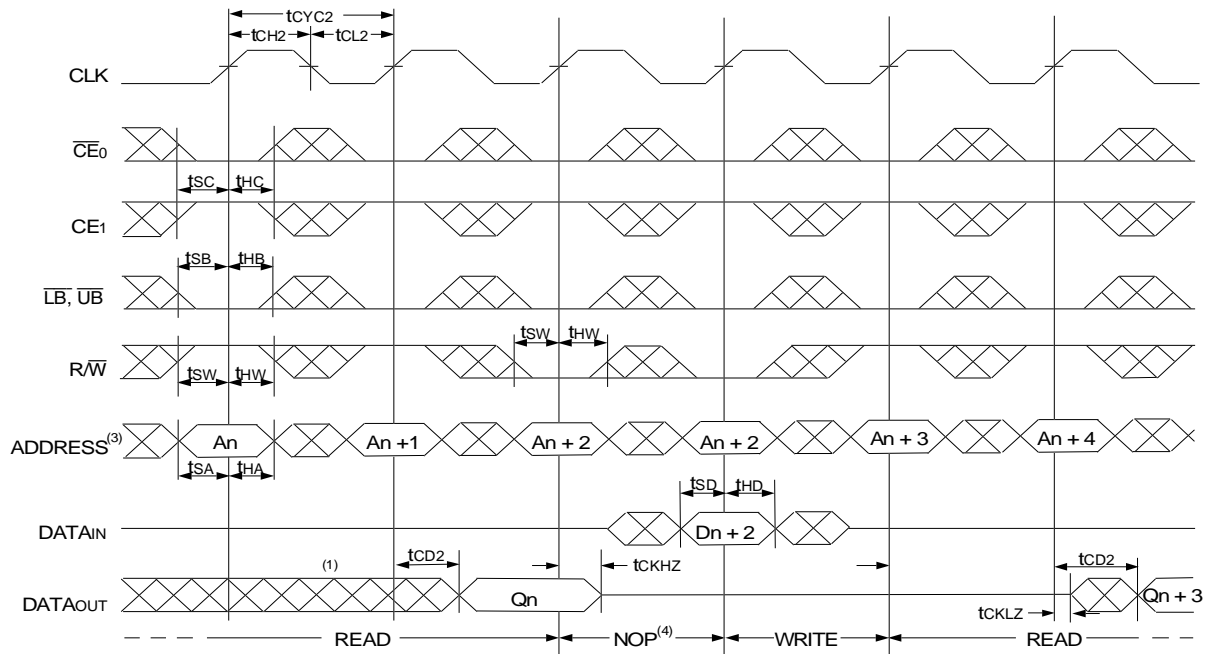 tCYC2
tCH2 tCL2
CLK
CE0
tSC tHC
CE1
tSB tHB
LB, UB
tSW tHW
R/W
tSW tHW
ADDRESS(3) An An + 1 An + 2 An + 2 An + 3 An + 4
tSA tHA
tSD tHD
DATAIN Dn + 2
(1) tCD2 tCKHZ tCD2
DATAOUT Qn Qn + 3
tCKLZ
READ NOP(4) WRITE READ